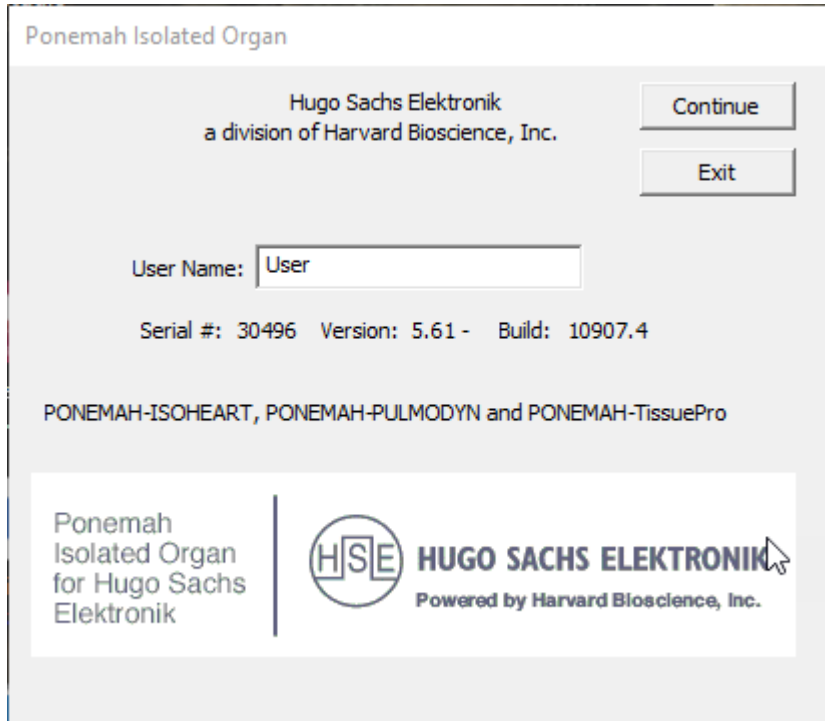 Ponemah Isolated Organ
Hugo Sachs Elektronik
a division of Harvard Bioscience, Inc.
Continue
Exit
User Name: User
Serial #: 30496 Version: 5.61 - Build: 10907.4
PONEMAH-ISOHEART, PONEMAH-PULMODYN and PONEMAH-TissuePro
Ponemah
Isolated Organ
for Hugo Sachs
Elektronik
HSE
HUGO SACHS ELEKTRONIK
Powered by Harvard Bioscience, Inc.